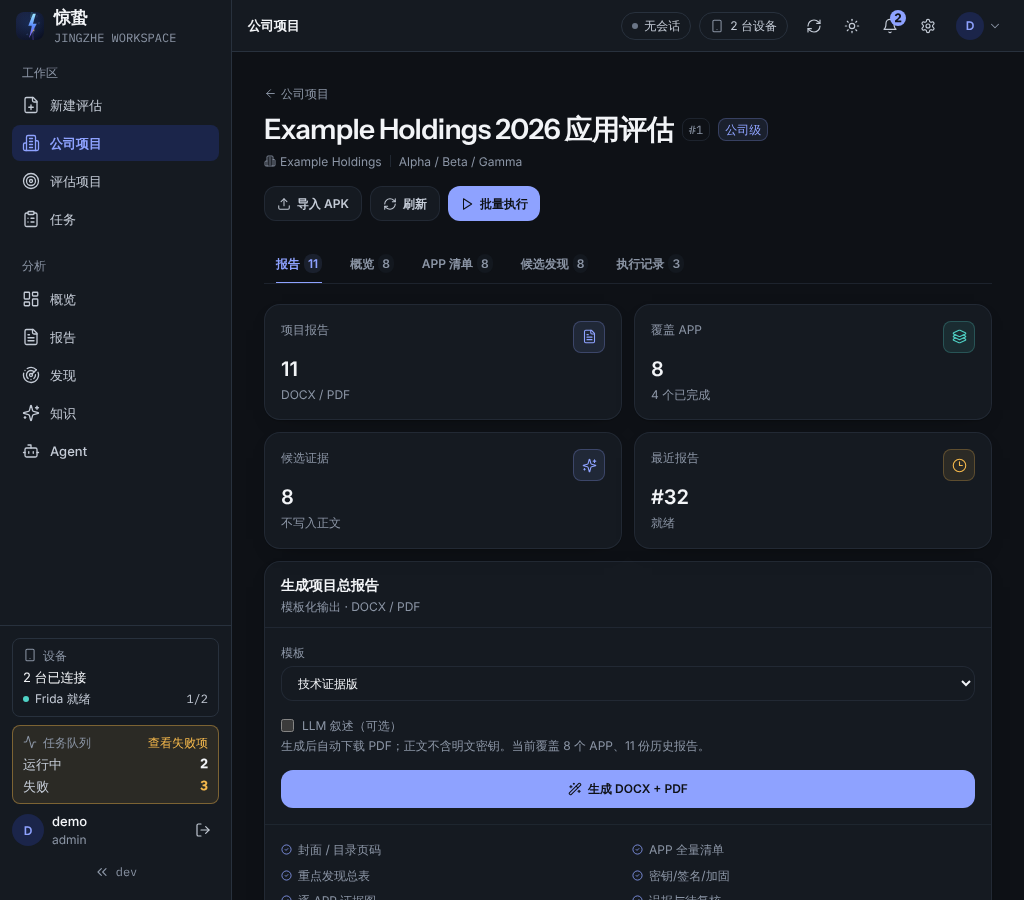 惊蛰
JINGZHE WORKSPACE
工作区
新建评估
公司项目
评估项目
任务
分析
概览
报告
发现
知识
Agent
设备
2 台已连接
Frida 就绪 1/2
任务队列 查看失败项
运行中 2
失败 3
D demo
admin
dev
公司项目
无会话
2 台设备
2
D
公司项目
Example Holdings 2026 应用评估 #1 公司级
Example Holdings Alpha / Beta / Gamma
导入 APK 刷新 批量执行
报告 11 概览 8 APP 清单 8 候选发现 8 执行记录 3
项目报告
11
DOCX / PDF
覆盖 APP
8
4 个已完成
候选证据
8
不写入正文
最近报告
#32
就绪
生成项目总报告
模板化输出 · DOCX / PDF
模板
技术证据版
LLM 叙述（可选）
生成后自动下载 PDF；正文不含明文密钥。当前覆盖 8 个 APP、11 份历史报告。
生成 DOCX + PDF
封面 / 目录页码 APP 全量清单
重点发现总表 密钥/签名/加固
逐 APP 证据图 误报与待复核